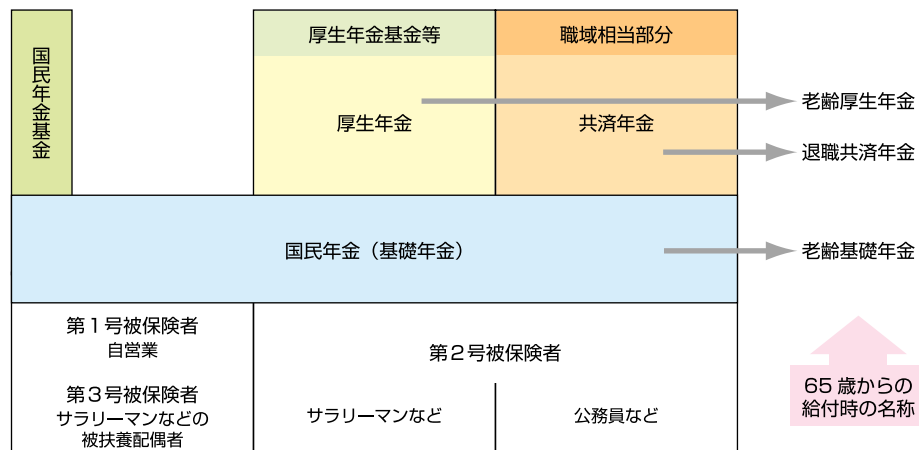 国民年金基金
厚生年金基金等
職域相当部分
厚生年金
共済年金
老齢厚生年金
退職共済年金
国民年金（基礎年金）
老齢基礎年金
第1号被保険者
自営業
第3号被保険者
サラリーマンなどの
被扶養配偶者
第2号被保険者
サラリーマンなど
公務員など
65歳からの
給付時の名称